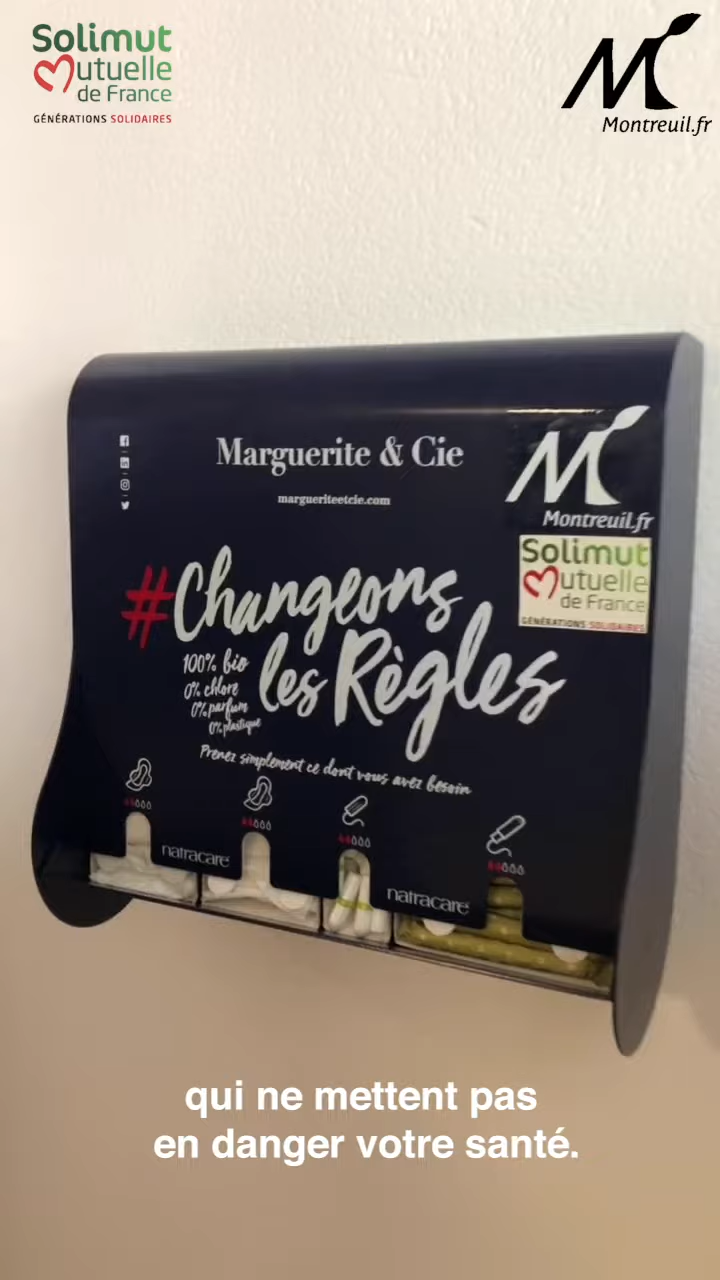 Solimut
Mutuelle
de France
GÉNÉRATIONS SOLIDAIRES
Montreuil.fr
Marguerite & Cie
margueriteetcie.com
Montreuil.fr
Solimut
Mutuelle
de France
GÉNÉRATIONS SOLIDAIRES
#Changeons
les Règles
100% bio
0% chlore
0% parfum
0% plastique
Prenez simplement ce dont vous avez besoin
natracare
natracare
qui ne mettent pas
en danger votre santé.